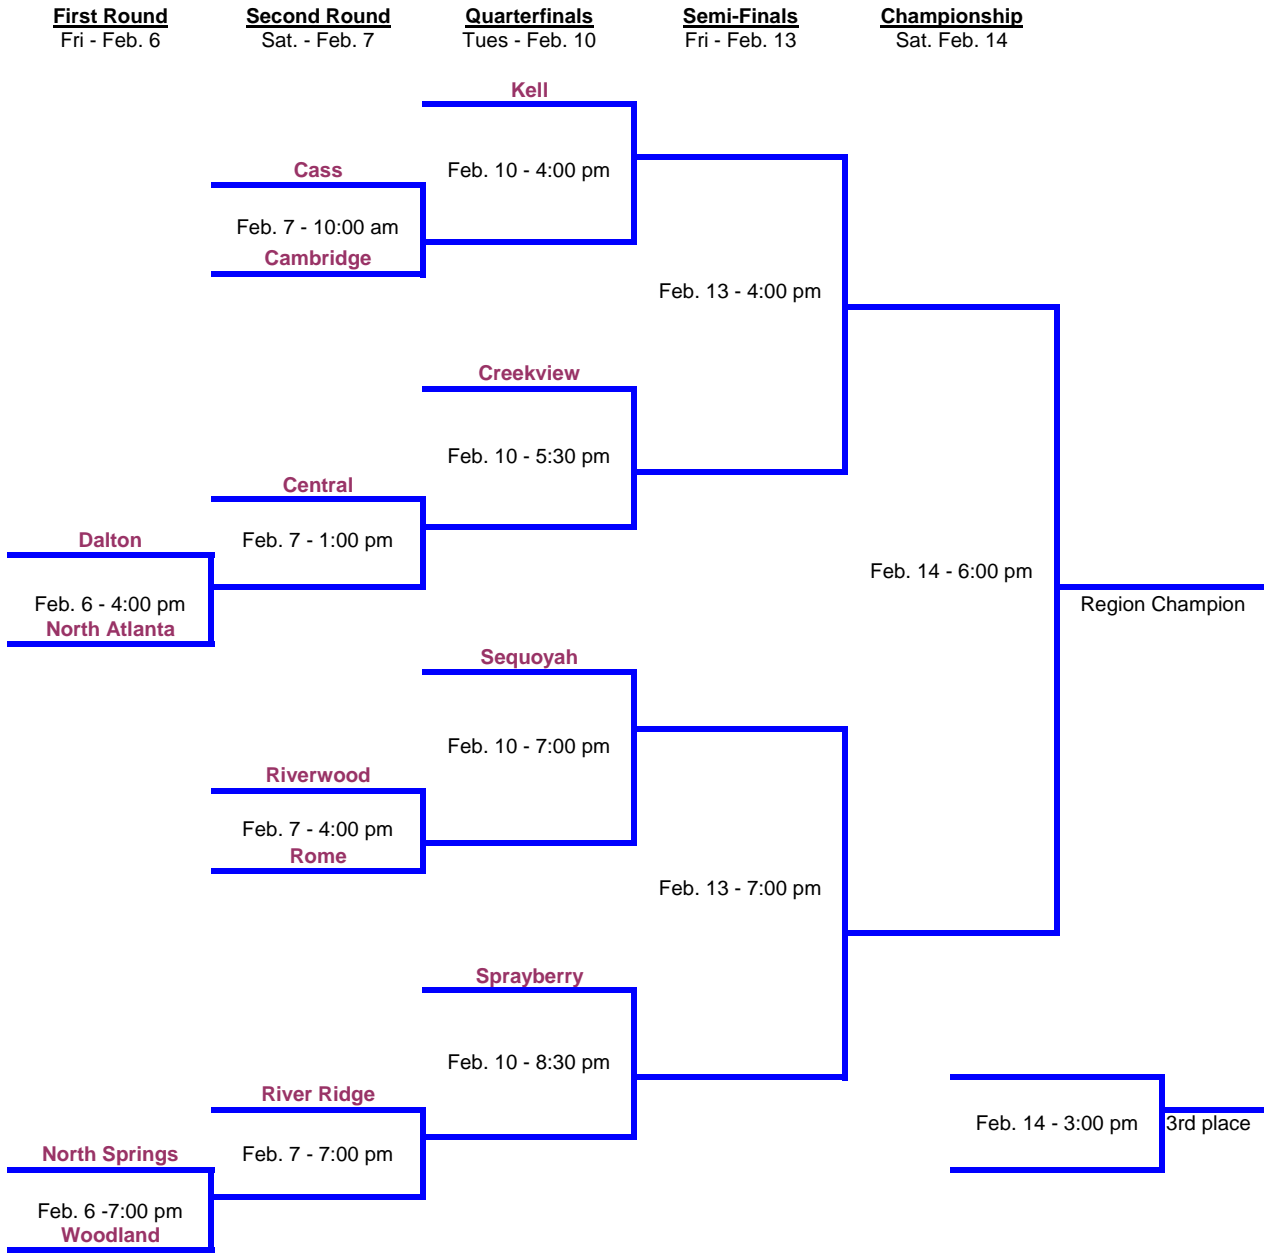 First Round
Second Round
Quarterfinals
Semi-Finals
Championship
Fri - Feb. 6
Sat. - Feb. 7
Tues - Feb. 10
Fri - Feb. 13
Sat. Feb. 14
Kell
Feb. 10 - 4:00 pm
Cass
Feb. 7 - 10:00 am
Cambridge
Feb. 13 - 4:00 pm
Creekview
Feb. 10 - 5:30 pm
Central
Feb. 7 - 1:00 pm
Dalton
Feb. 6 - 4:00 pm
North Atlanta
Feb. 14 - 6:00 pm
Region Champion
Sequoyah
Feb. 10 - 7:00 pm
Riverwood
Feb. 7 - 4:00 pm
Rome
Feb. 13 - 7:00 pm
Sprayberry
Feb. 10 - 8:30 pm
River Ridge
Feb. 7 - 7:00 pm
North Springs
Feb. 6 -7:00 pm
Woodland
Feb. 14 - 3:00 pm
3rd place